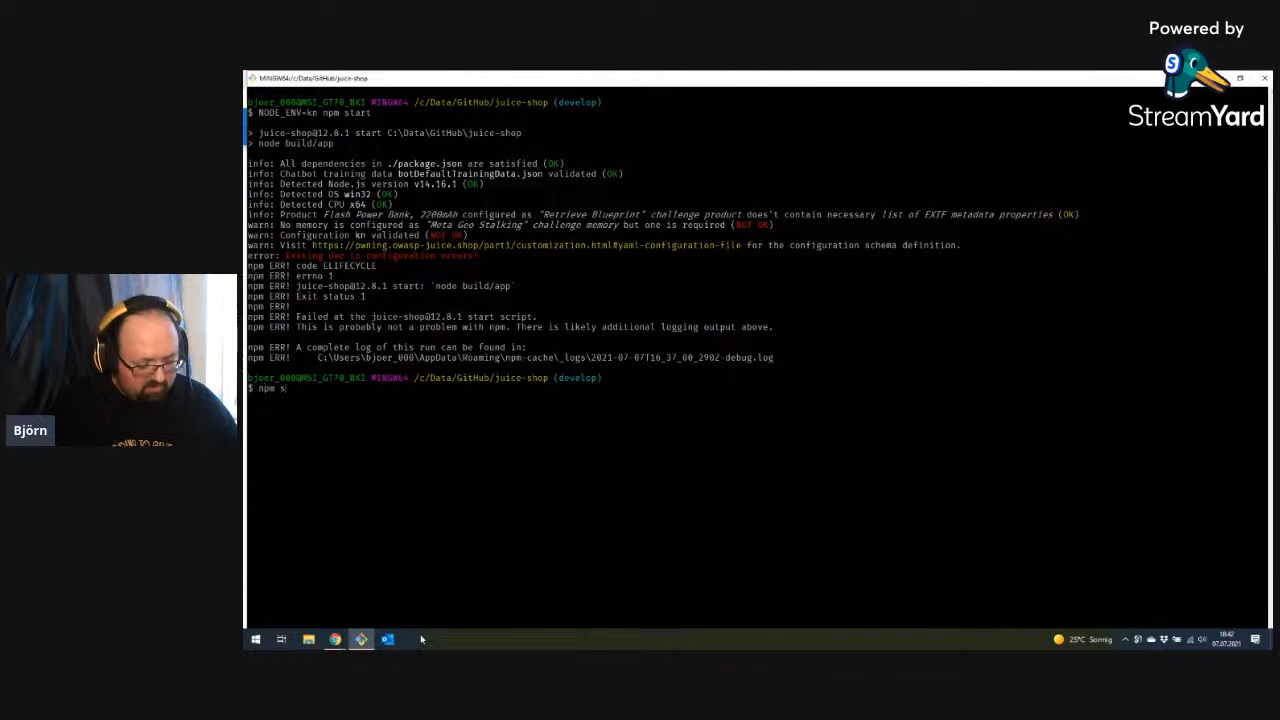 Powered by
StreamYard
MINGW64:/c/Data/GitHub/juice-shop
bjoer_000@MSI_GT70_BKI MINGW64 /c/Data/GitHub/juice-shop (develop)
$ NODE_ENV=kn npm start
> juice-shop@12.8.1 start C:\Data\GitHub\juice-shop
> node build/app
info: All dependencies in ./package.json are satisfied (OK)
info: Chatbot training data botDefaultTrainingData.json validated (OK)
info: Detected Node.js version v14.16.1 (OK)
info: Detected OS win32 (OK)
info: Detected CPU x64 (OK)
info: Product Flash Power Bank, 2200mAh configured as "Retrieve Blueprint" challenge product does't contain necessary list of EXIF metadata properties (OK)
warn: No memory is configured as "Meta Geo Stalking" challenge memory but one is required (NOT OK)
warn: Configuration kn validated (NOT OK)
warn: Visit https://pwning.owasp-juice.shop/part1/customization.html#yaml-configuration-file for the configuration schema definition.
error: Exiting due to configuration errors!
npm ERR! code ELIFECYCLE
npm ERR! errno 1
npm ERR! juice-shop@12.8.1 start: `node build/app`
npm ERR! Exit status 1
npm ERR!
npm ERR! Failed at the juice-shop@12.8.1 start script.
npm ERR! This is probably not a problem with npm. There is likely additional logging output above.
npm ERR! A complete log of this run can be found in:
npm ERR! C:\Users\bjoer_000\AppData\Roaming\npm-cache\_logs\2021-07-07T16_37_00_290Z-debug.log
bjoer_000@MSI_GT70_BKI MINGW64 /c/Data/GitHub/juice-shop (develop)
$ npm s
Björn
25°C Sonnig
18:42
07.07.2021